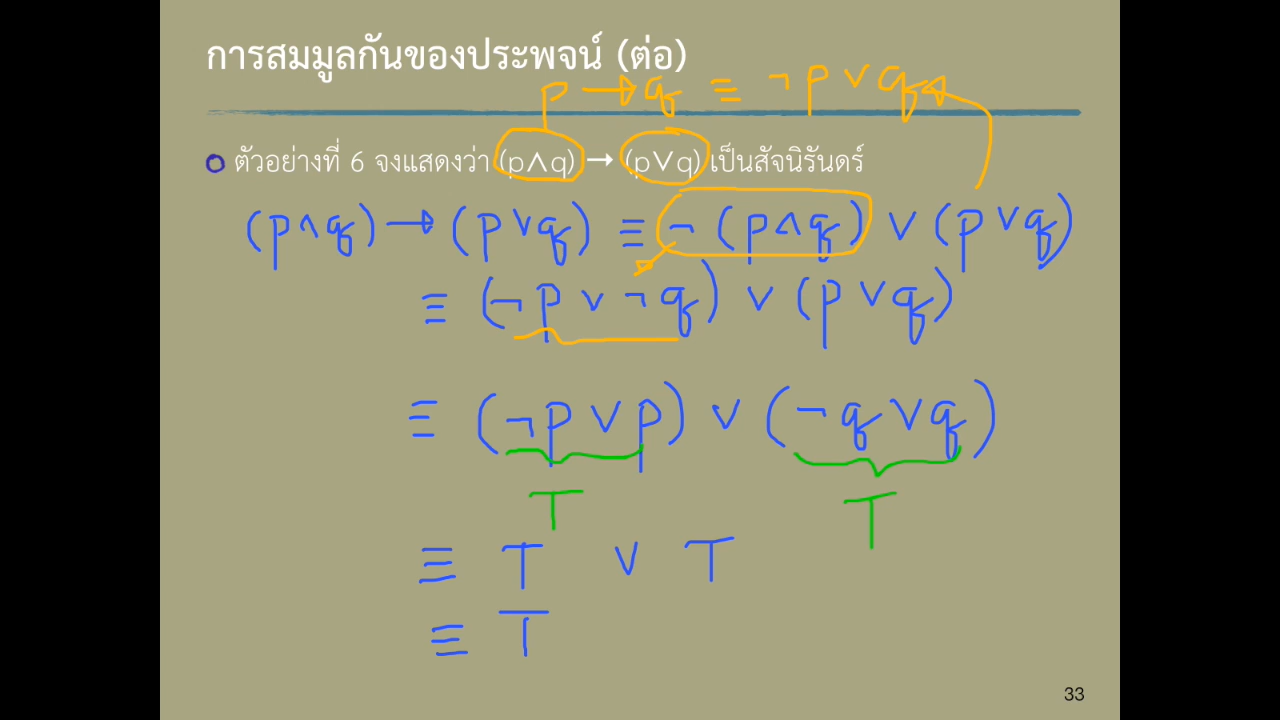 การสมมูลกันของประพจน์ (ต่อ)
p → q ≡ ¬p ∨ q
ตัวอย่างที่ 6 จงแสดงว่า (p∧q) → (p∨q) เป็นสัจนิรันดร์
(p ∧ q) → (p ∨ q) ≡ ¬(p ∧ q) ∨ (p ∨ q)
≡ (¬p ∨ ¬q) ∨ (p ∨ q)
≡ (¬p ∨ p) ∨ (¬q ∨ q)
T T
≡ T ∨ T
≡ T
33